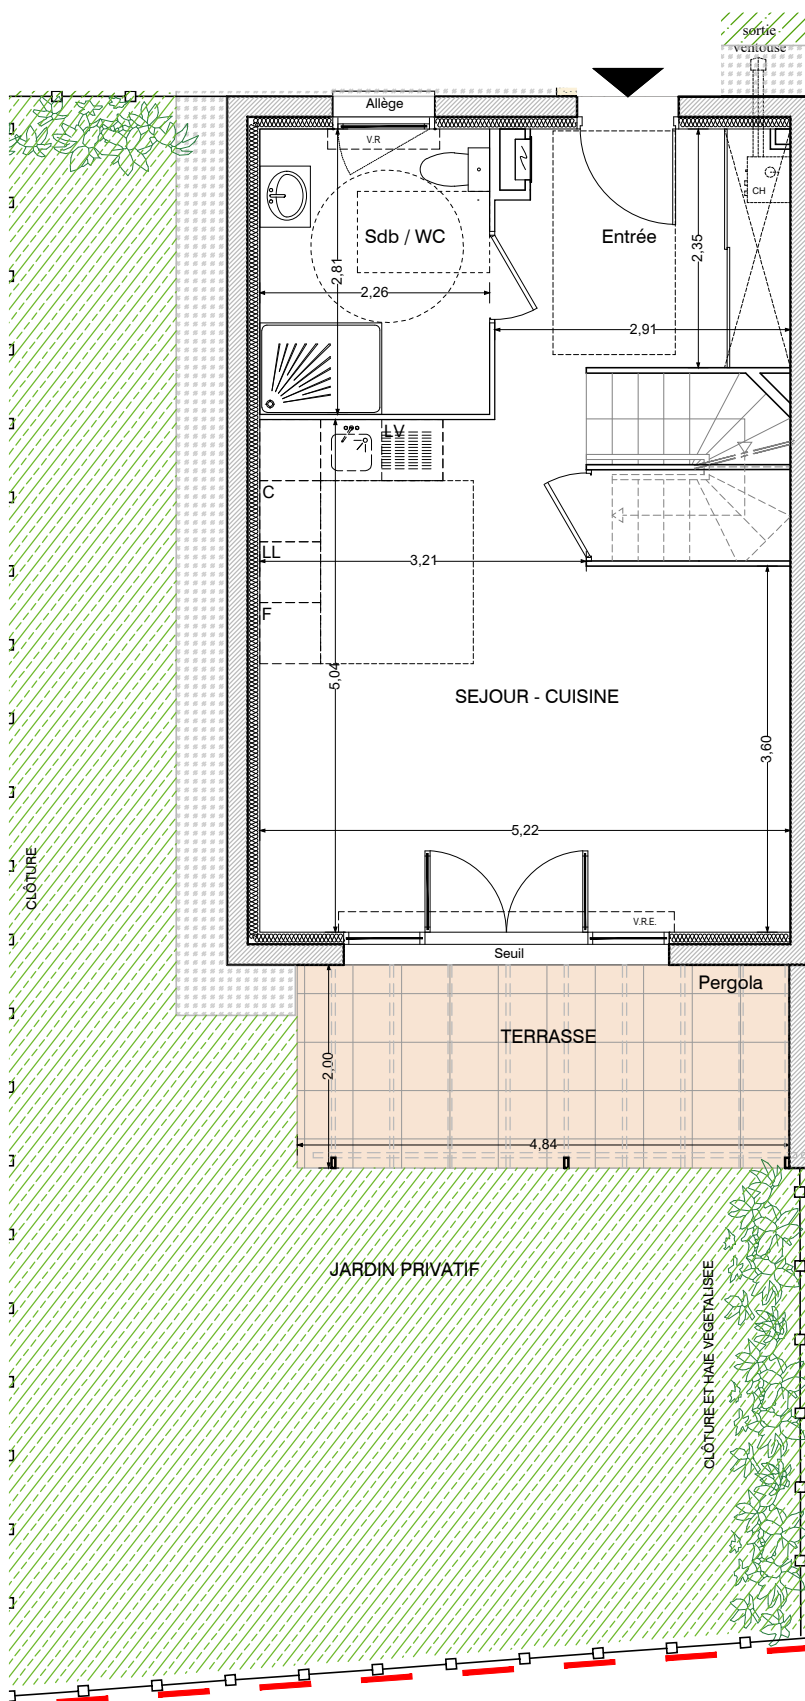 sortie
ventouse
Allège
V.R
CH
Sdb / WC
Entrée
2,35
2,81
2,26
2,91
LV
C
LL
3,21
F
5,04
SEJOUR - CUISINE
3,60
5,22
CLÔTURE
V.R.E.
Seuil
Pergola
TERRASSE
2,00
4,84
JARDIN PRIVATIF
CLÔTURE ET HAIE VEGETALISEE